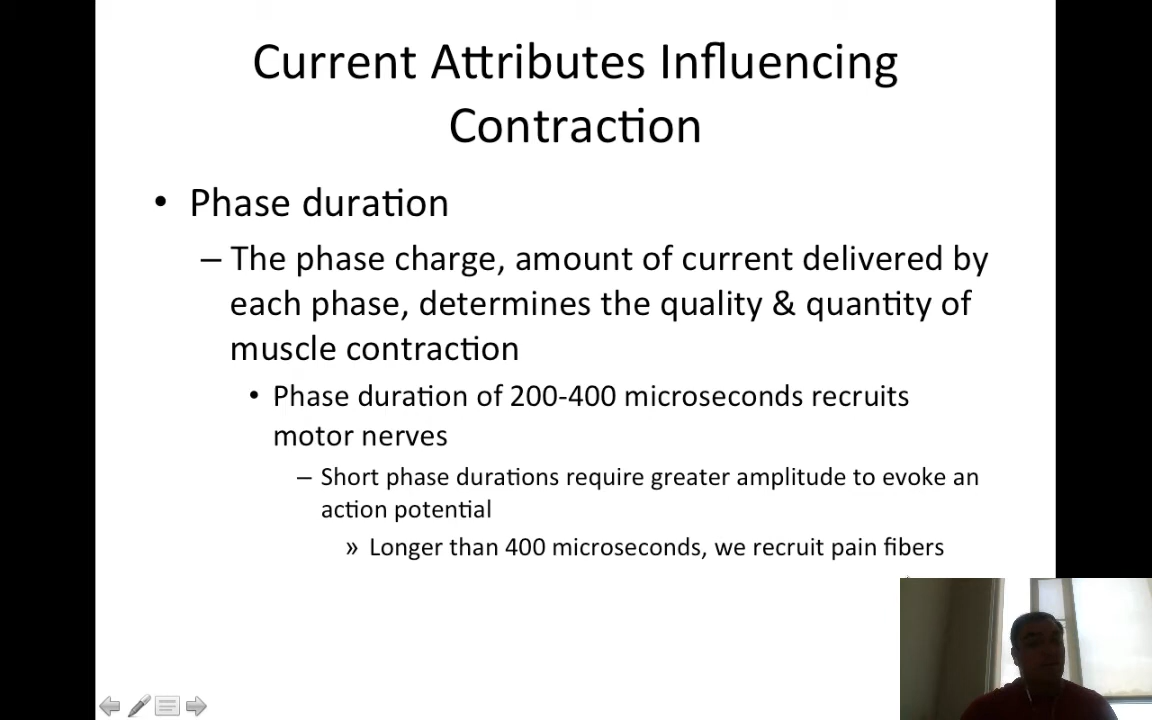 Current Attributes Influencing
Contraction
• Phase duration
– The phase charge, amount of current delivered by
each phase, determines the quality & quantity of
muscle contraction
• Phase duration of 200-400 microseconds recruits
motor nerves
– Short phase durations require greater amplitude to evoke an
action potential
» Longer than 400 microseconds, we recruit pain fibers